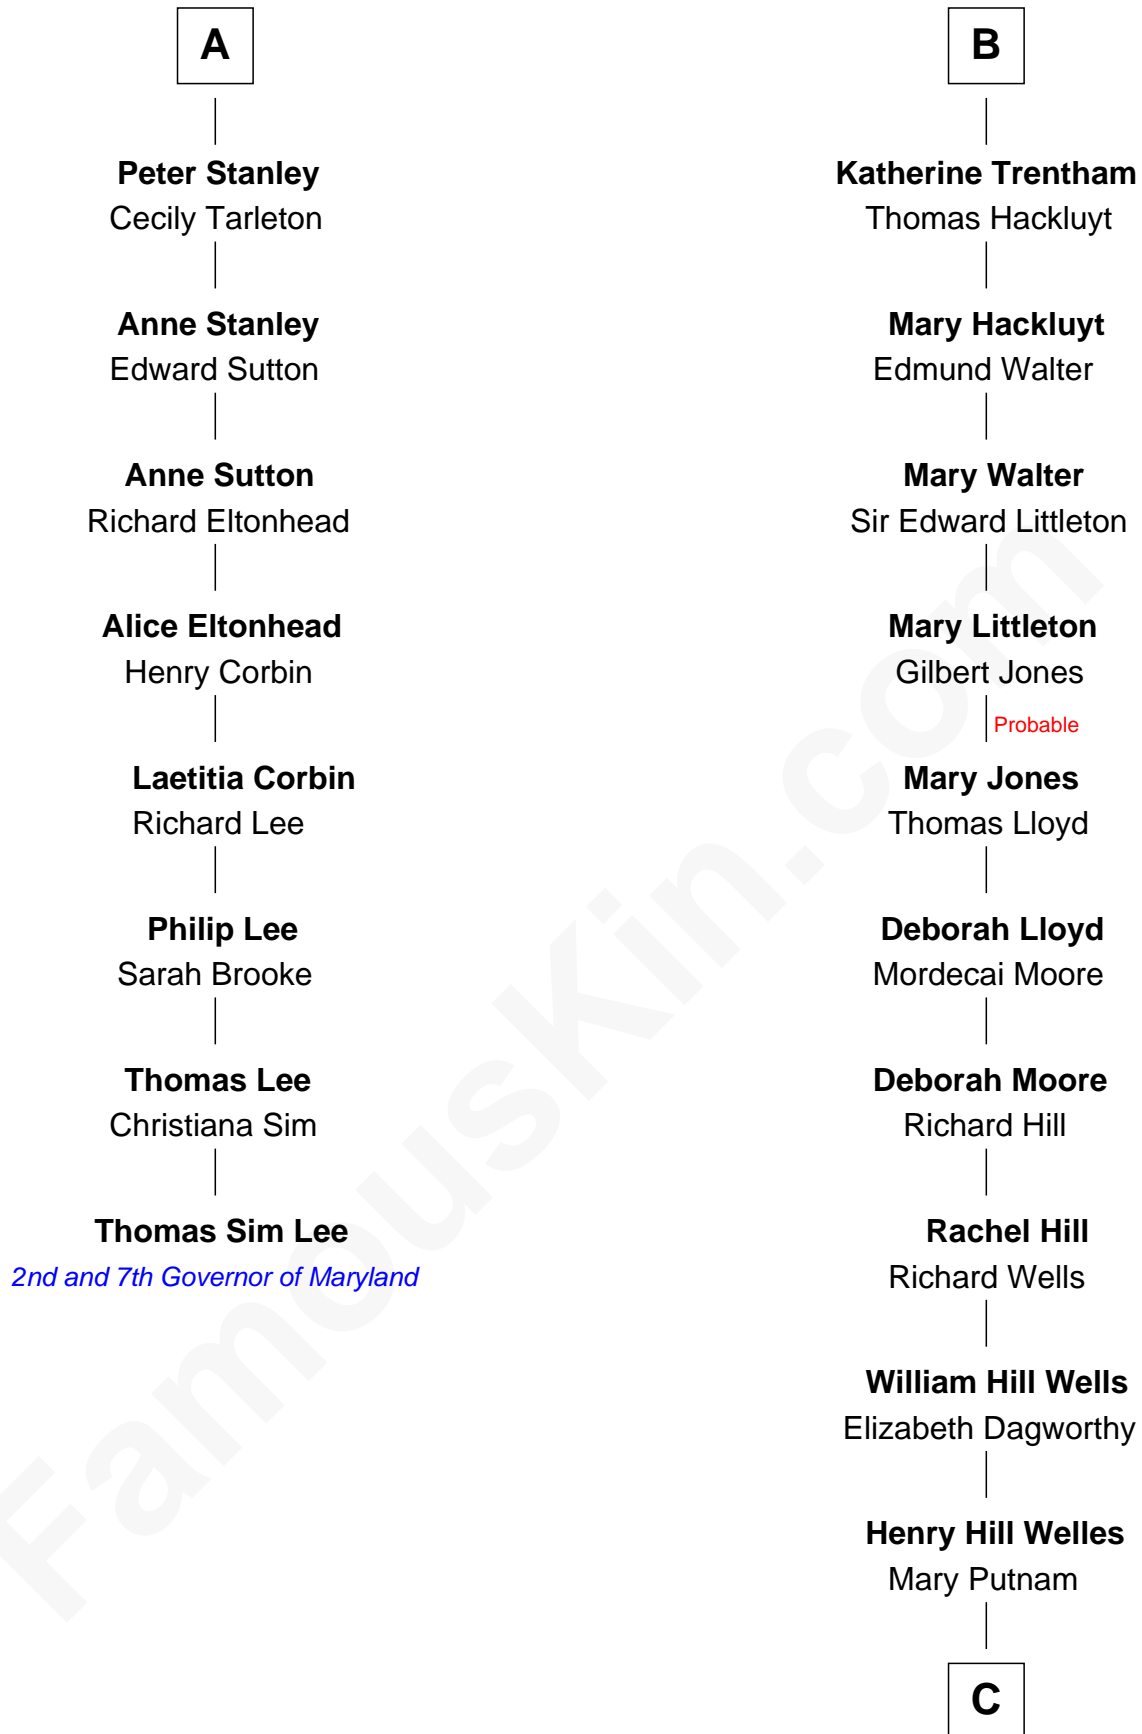 A
Peter Stanley
Cecily Tarleton
Anne Stanley
Edward Sutton
Anne Sutton
Richard Eltonhead
Alice Eltonhead
Henry Corbin
Laetitia Corbin
Richard Lee
Philip Lee
Sarah Brooke
Thomas Lee
Christiana Sim
Thomas Sim Lee
2nd and 7th Governor of Maryland
B
Katherine Trentham
Thomas Hackluyt
Mary Hackluyt
Edmund Walter
Mary Walter
Sir Edward Littleton
Mary Littleton
Gilbert Jones
Probable
Mary Jones
Thomas Lloyd
Deborah Lloyd
Mordecai Moore
Deborah Moore
Richard Hill
Rachel Hill
Richard Wells
William Hill Wells
Elizabeth Dagworthy
Henry Hill Welles
Mary Putnam
C
FamousKin.com